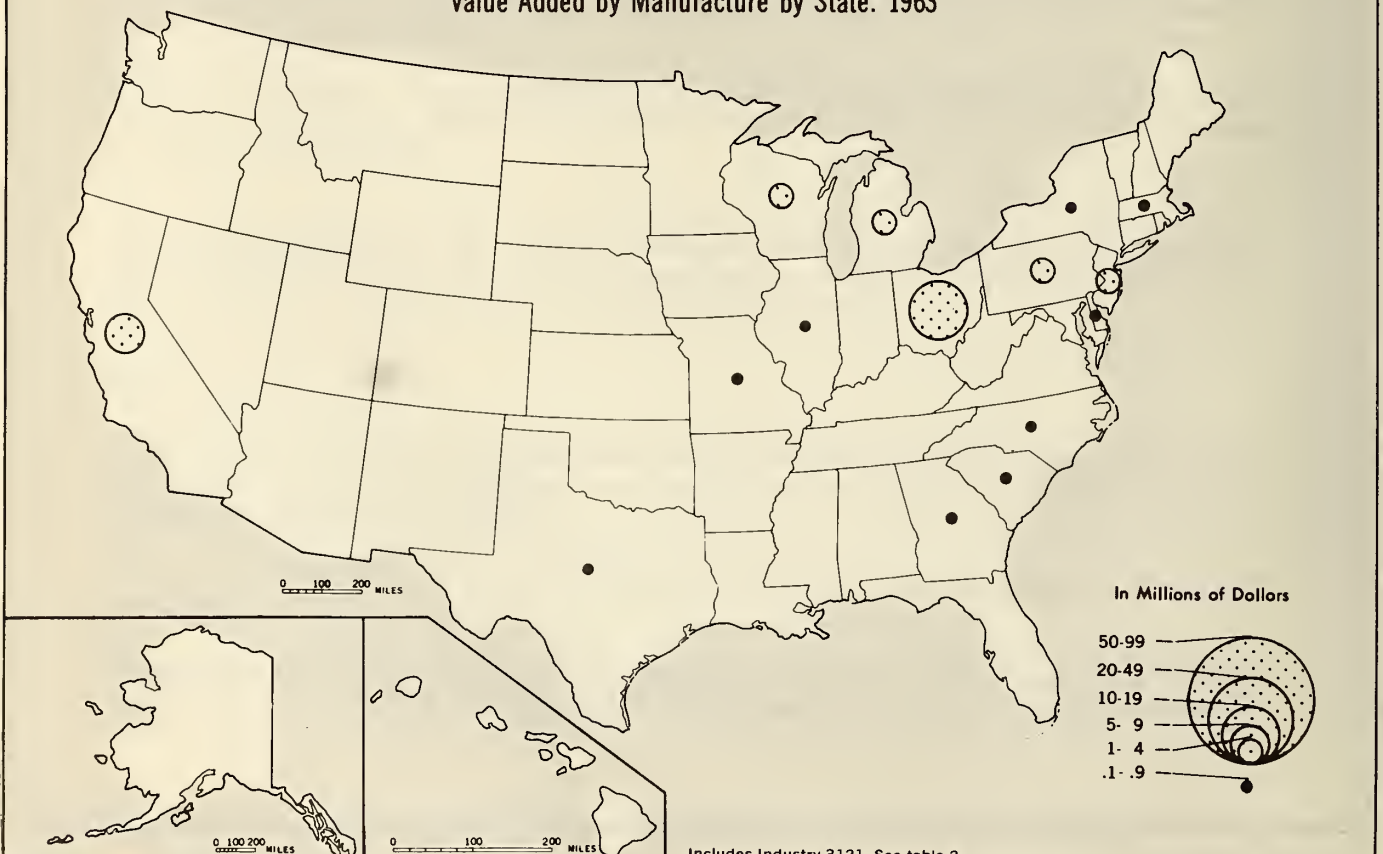 Value Added by Manufacture by State: 1963
0 100 200 MILES
In Millions of Dollars
50-99
20-49
10-19
5- 9
1- 4
.1- .9
0 100 200 MILES
0 100 200 MILES
Includes Industry 3121. See table 2